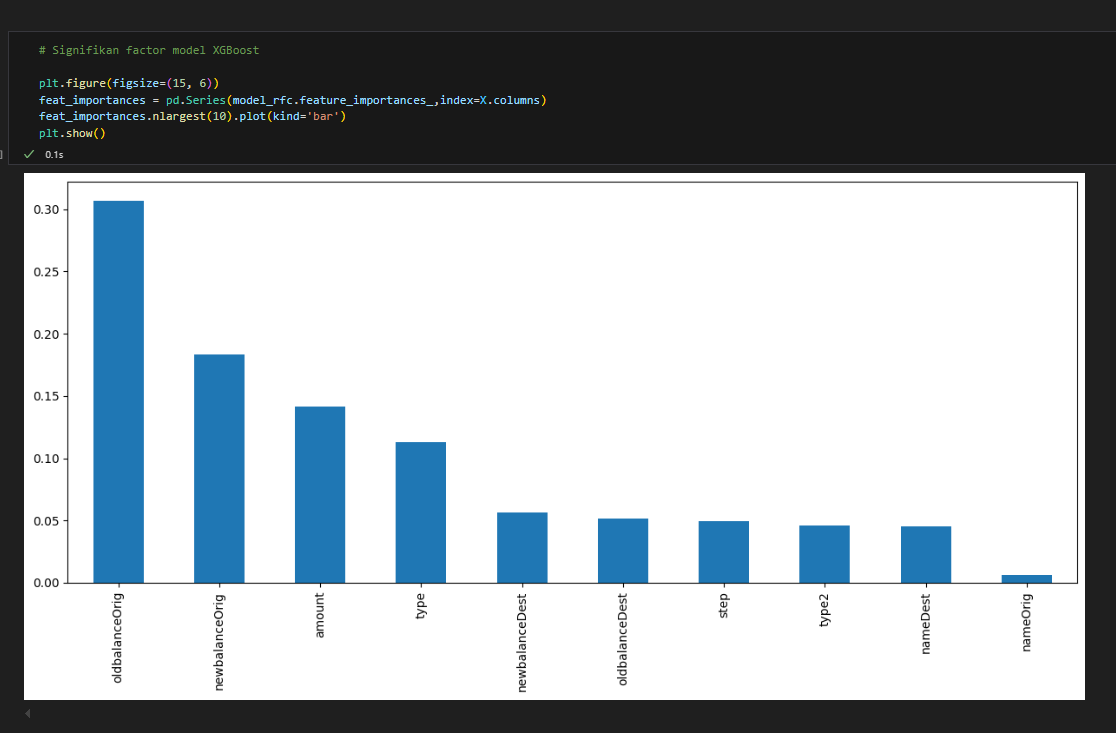 # Signifikan factor model XGBoost
plt.figure(figsize=(15, 6))
feat_importances = pd.Series(model_rfc.feature_importances_,index=X.columns)
feat_importances.nlargest(10).plot(kind='bar')
plt.show()
] ✓ 0.1s
0.30
0.25
0.20
0.15
0.10
0.05
0.00
oldbalanceOrig
newbalanceOrig
amount
type
newbalanceDest
oldbalanceDest
step
type2
nameDest
nameOrig